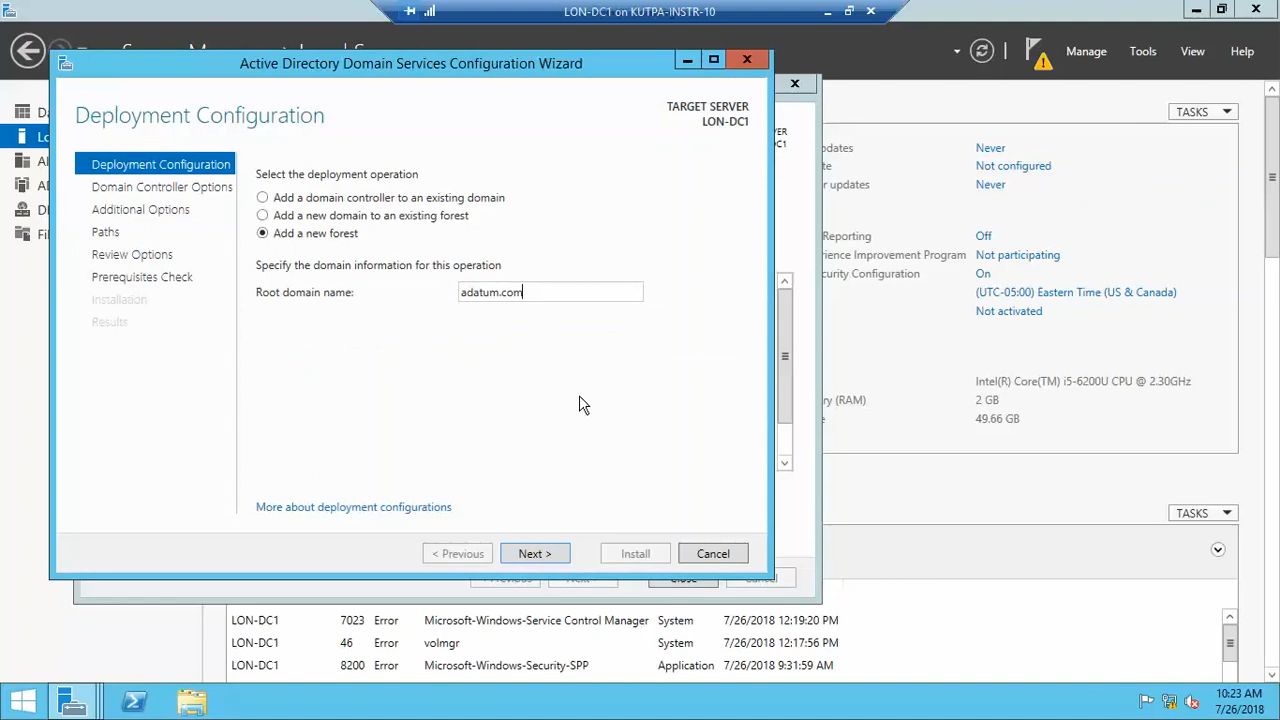 LON-DC1 on KUTPA-INSTR-10
Manage
Tools
View
Help
Active Directory Domain Services Configuration Wizard
Deployment Configuration
TARGET SERVER
LON-DC1
Deployment Configuration
Domain Controller Options
Additional Options
Paths
Review Options
Prerequisites Check
Installation
Results
Select the deployment operation
Add a domain controller to an existing domain
Add a new domain to an existing forest
Add a new forest
Specify the domain information for this operation
Root domain name:
adatum.com
More about deployment configurations
< Previous
Next >
Install
Cancel
TASKS
Never
Not configured
er updates Never
Reporting Off
Program Not participating
Configuration On
(UTC-05:00) Eastern Time (US & Canada)
Not activated
Intel(R) Core(TM) i5-6200U CPU @ 2.30GHz
(RAM) 2 GB
49.66 GB
TASKS
Close
LON-DC1 7023 Error Microsoft-Windows-Service Control Manager System 7/26/2018 12:19:20 PM
LON-DC1 46 Error volmgr System 7/26/2018 12:17:56 PM
LON-DC1 8200 Error Microsoft-Windows-Security-SPP Application 7/26/2018 9:31:59 AM
10:23 AM
7/26/2018